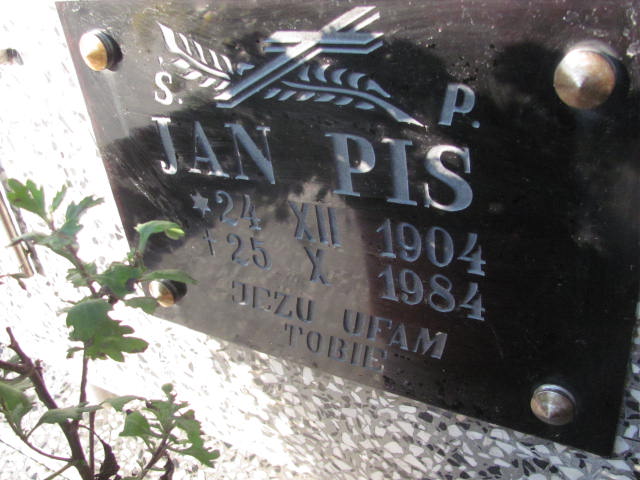 Ś. P.
JAN PIS
* 24 XII 1904
† 25 X 1984
JEZU UFAM
TOBIE